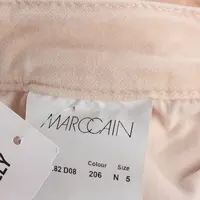 MARCCAIN
Colour Size
.82.D08 206 N 5
LY